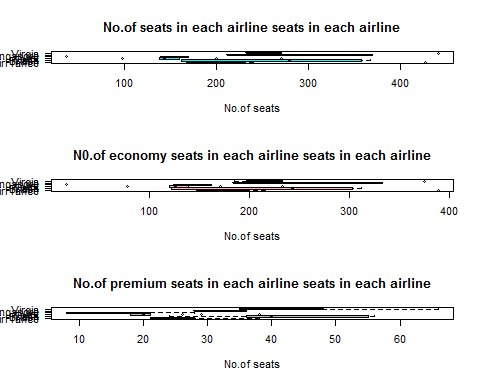 No.of seats in each airline seats in each airline
Virgin
100 200 300 400
No.of seats
N0.of economy seats in each airline seats in each airline
Virgin
100 200 300 400
No.of seats
No.of premium seats in each airline seats in each airline
Virgin
10 20 30 40 50 60
No.of seats